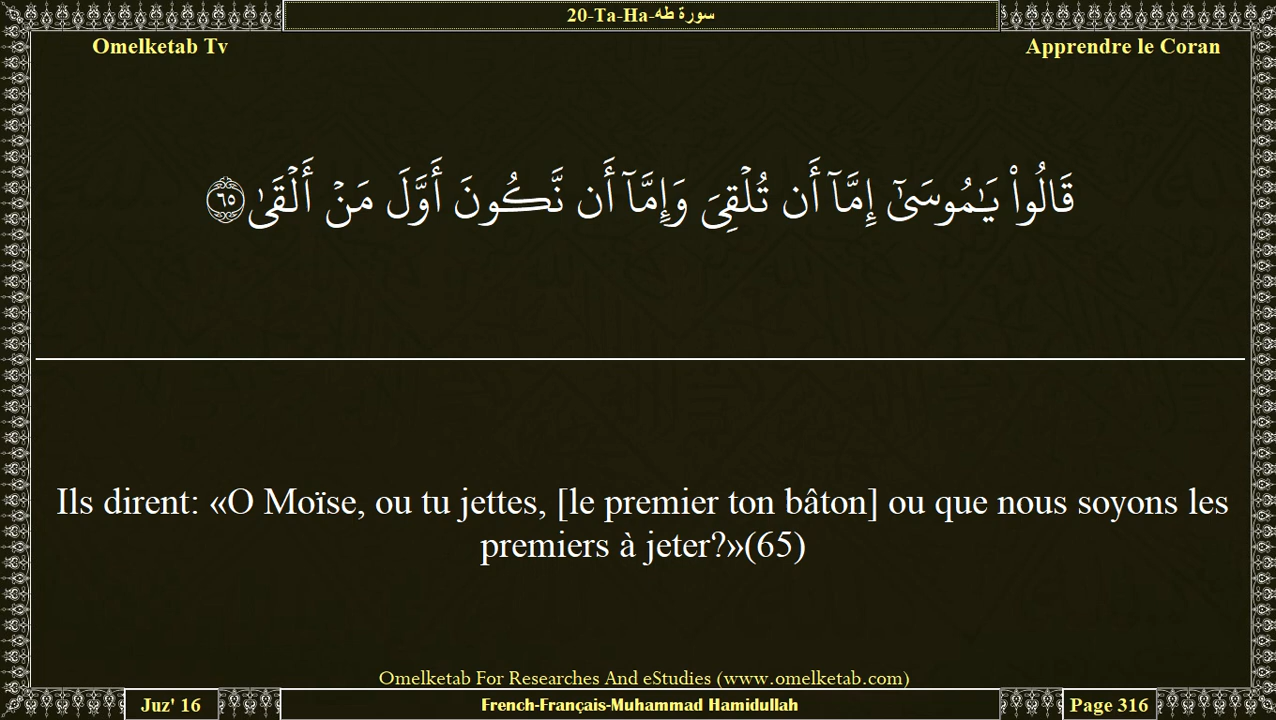 20-Ta-Ha-سورة طه
Omelketab Tv
Apprendre le Coran
قَالُوا۟ يَـٰمُوسَىٰٓ إِمَّآ أَن تُلْقِىَ وَإِمَّآ أَن نَّكُونَ أَوَّلَ مَنْ أَلْقَىٰ ٦٥
Ils dirent: «O Moïse, ou tu jettes, [le premier ton bâton] ou que nous soyons les
premiers à jeter?»(65)
Omelketab For Researches And eStudies (www.omelketab.com)
Juz' 16
French-Français-Muhammad Hamidullah
Page 316